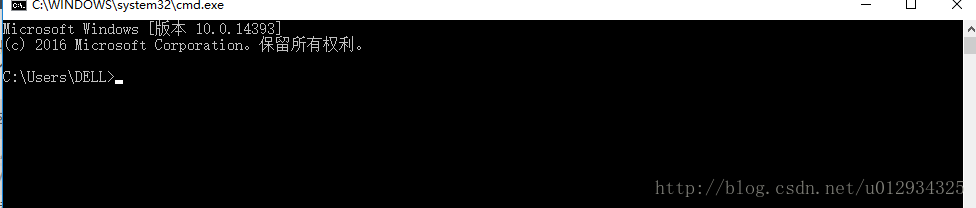 C:\WINDOWS\system32\cmd.exe
Microsoft Windows [版本 10.0.14393]
(c) 2016 Microsoft Corporation。保留所有权利。
C:\Users\DELL>
http://blog.csdn.net/u012934325